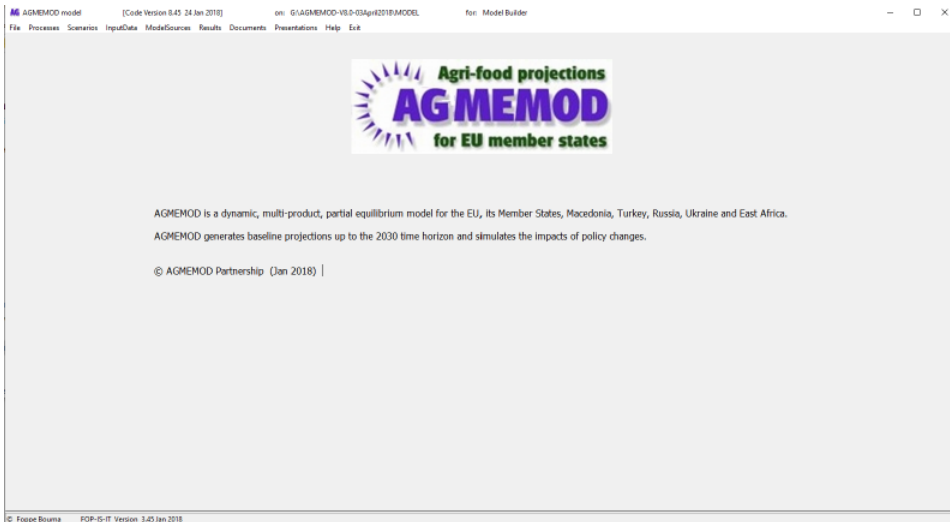 AGMEMOD model [Code Version 8.45 24 Jan 2018] on: G:\AGMEMOD-V8.0-03April2018\MODEL for: Model Builder
File Processes Scenarios InputData ModelSources Results Documents Presentations Help Exit
Agri-food projections
AGMEMOD
for EU member states
AGMEMOD is a dynamic, multi-product, partial equilibrium model for the EU, its Member States, Macedonia, Turkey, Russia, Ukraine and East Africa.
AGMEMOD generates baseline projections up to the 2030 time horizon and simulates the impacts of policy changes.
© AGMEMOD Partnership (Jan 2018)
© Foppe Bouma FOP-IS-IT Version 3.45 Jan 2018